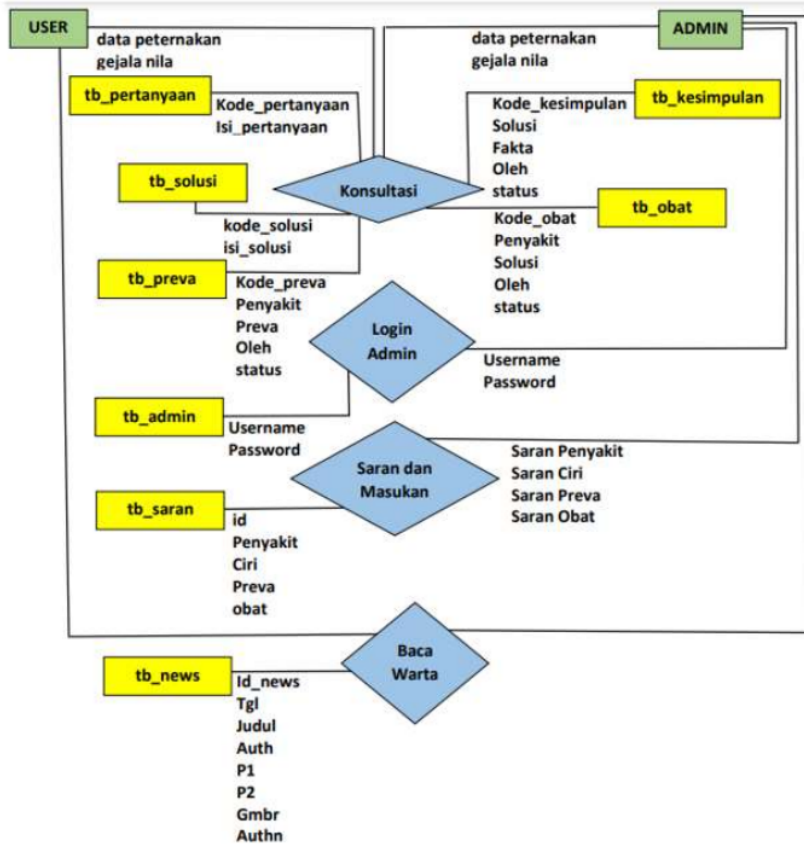 USER
ADMIN
data peternakan
gejala nila
data peternakan
gejala nila
tb_pertanyaan
Kode_pertanyaan
Isi_pertanyaan
Kode_kesimpulan
Solusi
Fakta
Oleh
status
tb_kesimpulan
tb_solusi
kode_solusi
isi_solusi
Konsultasi
tb_obat
Kode_obat
Penyakit
Solusi
Oleh
status
tb_preva
Kode_preva
Penyakit
Preva
Oleh
status
Login
Admin
Username
Password
tb_admin
Username
Password
Saran dan
Masukan
Saran Penyakit
Saran Ciri
Saran Preva
Saran Obat
tb_saran
id
Penyakit
Ciri
Preva
obat
Baca
Warta
tb_news
Id_news
Tgl
Judul
Auth
P1
P2
Gmbr
Authn